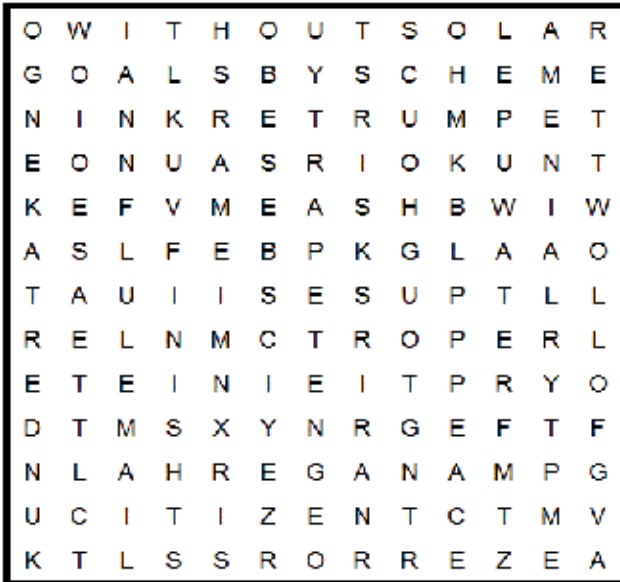 O W I T H O U T S O L A R
G O A L S B Y S C H E M E
N I N K R E T R U M P E T
E O N U A S R I O K U N T
K E F V M E A S H B W I W
A S L F E B P K G L A A O
T A U I I S E S U P T L L
R E L N M C T R O P E R L
E T E I N I E I T P R Y O
D T M S X Y N R G E F T F
N L A H R E G A N A M P G
U C I T I Z E N T C T M V
K T L S S R O R R E Z E A